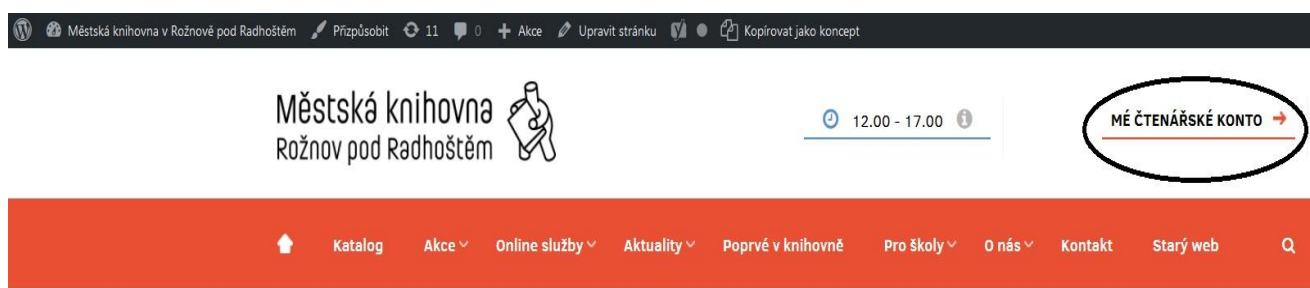 Městská knihovna v Rožnově pod Radhoštěm Přizpůsobit 11 0 Akce Upravit stránku Kopírovat jako koncept
Městská knihovna
Rožnov pod Radhoštěm
12.00 - 17.00
MÉ ČTENÁŘSKÉ KONTO
Katalog Akce Online služby Aktuality Poprvé v knihovně Pro školy O nás Kontakt Starý web